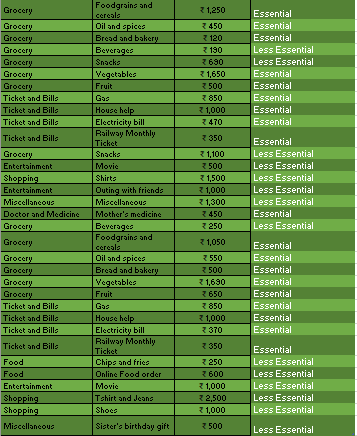 Grocery Foodgrains and cereals ₹ 1,250 Essential
Grocery Oil and spices ₹ 450 Essential
Grocery Bread and bakery ₹ 120 Essential
Grocery Beverages ₹ 190 Less Essential
Grocery Snacks ₹ 690 Less Essential
Grocery Vegetables ₹ 1,650 Essential
Grocery Fruit ₹ 500 Essential
Ticket and Bills Gas ₹ 850 Essential
Ticket and Bills House help ₹ 1,000 Essential
Ticket and Bills Electricity bill ₹ 470 Essential
Ticket and Bills Railway Monthly Ticket ₹ 350 Essential
Grocery Snacks ₹ 1,100 Less Essential
Entertainment Movie ₹ 500 Less Essential
Shopping Shirts ₹ 1,500 Less Essential
Entertainment Outing with friends ₹ 1,000 Less Essential
Miscellaneous Miscellaneous ₹ 1,300 Less Essential
Doctor and Medicine Mother's medicine ₹ 450 Essential
Grocery Beverages ₹ 250 Less Essential
Grocery Foodgrains and cereals ₹ 1,050 Essential
Grocery Oil and spices ₹ 550 Essential
Grocery Bread and bakery ₹ 500 Essential
Grocery Vegetables ₹ 1,690 Essential
Grocery Fruit ₹ 650 Essential
Ticket and Bills Gas ₹ 850 Essential
Ticket and Bills House help ₹ 1,000 Essential
Ticket and Bills Electricity bill ₹ 370 Essential
Ticket and Bills Railway Monthly Ticket ₹ 350 Essential
Food Chips and fries ₹ 250 Less Essential
Food Online Food order ₹ 600 Less Essential
Entertainment Movie ₹ 1,000 Less Essential
Shopping Tshirt and Jeans ₹ 2,500 Less Essential
Shopping Shoes ₹ 1,000 Less Essential
Miscellaneous Sister's birthday gift ₹ 500 Less Essential